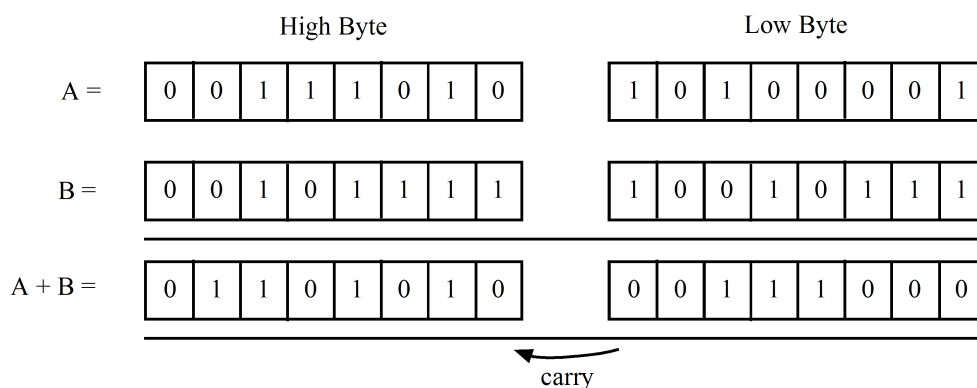 High Byte Low Byte
A = 0 0 1 1 1 0 1 0 1 0 1 0 0 0 0 1
B = 0 0 1 0 1 1 1 1 1 0 0 1 0 1 1 1
A + B = 0 1 1 0 1 0 1 0 0 0 1 1 1 0 0 0
carry